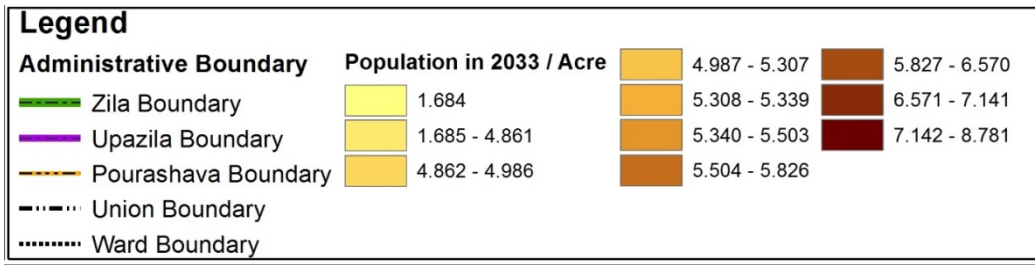 Legend
Administrative Boundary
Zila Boundary
Upazila Boundary
Pourashava Boundary
Union Boundary
Ward Boundary
Population in 2033 / Acre
1.684
1.685 - 4.861
4.862 - 4.986
4.987 - 5.307
5.308 - 5.339
5.340 - 5.503
5.504 - 5.826
5.827 - 6.570
6.571 - 7.141
7.142 - 8.781